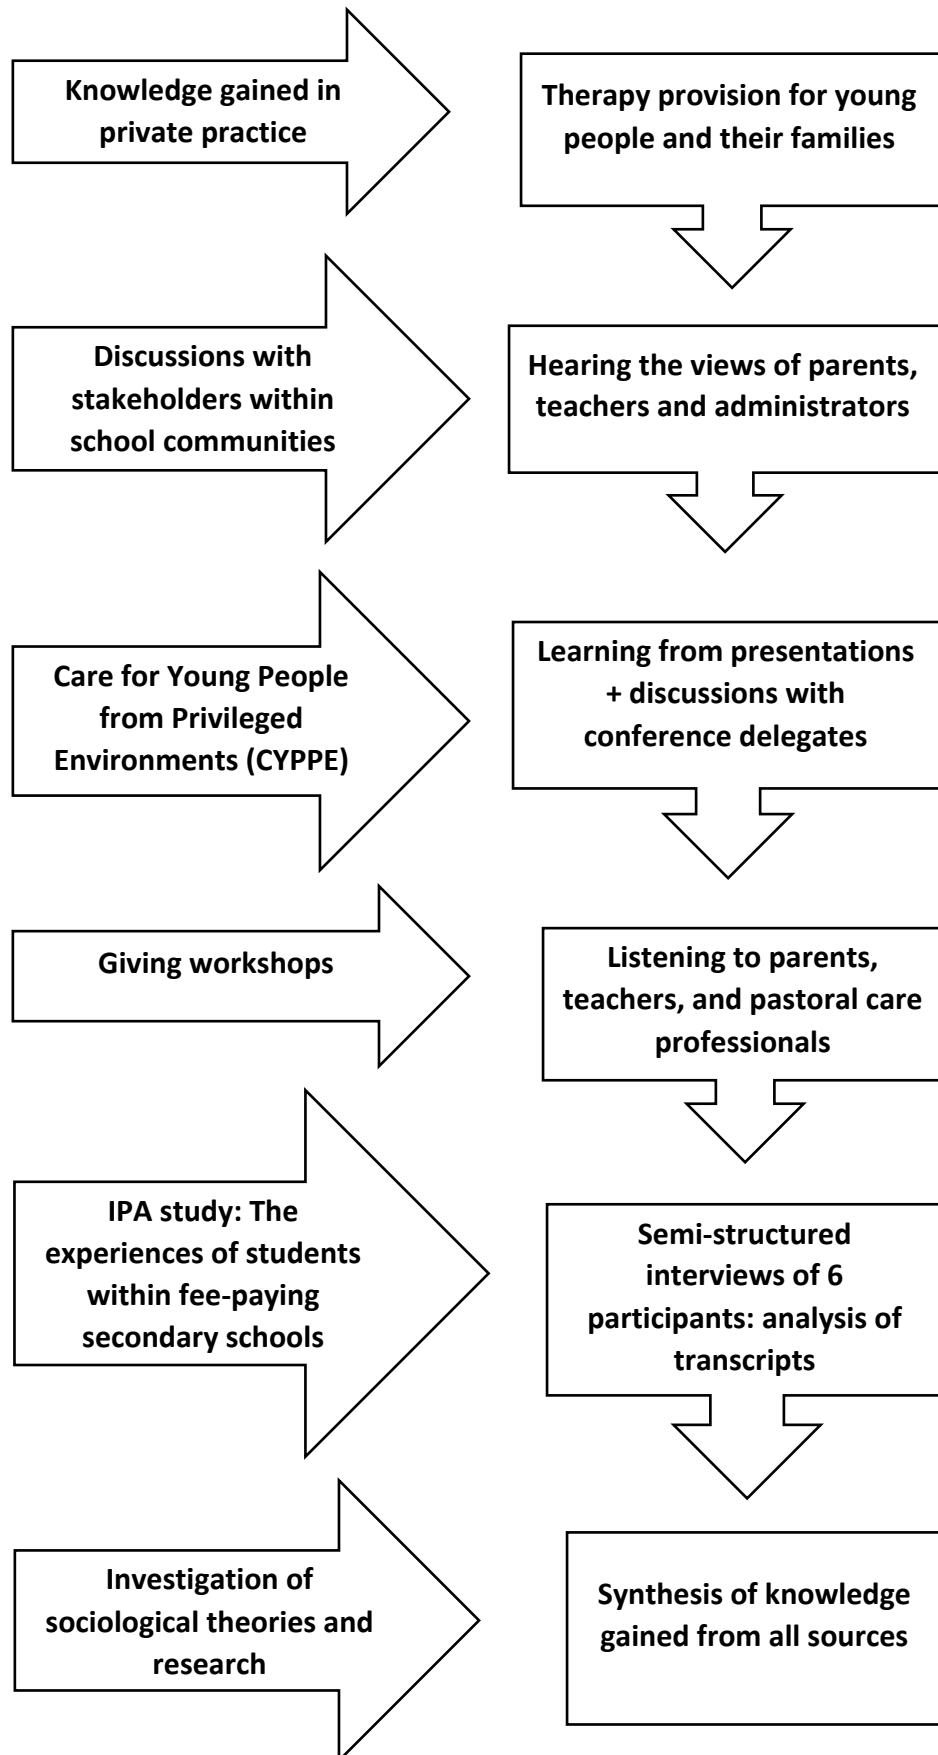 Knowledge gained in
private practice
Therapy provision for young
people and their families
Discussions with
stakeholders within
school communities
Hearing the views of parents,
teachers and administrators
Care for Young People
from Privileged
Environments (CYPPE)
Learning from presentations
+ discussions with
conference delegates
Giving workshops
Listening to parents,
teachers, and pastoral care
professionals
IPA study: The
experiences of students
within fee-paying
secondary schools
Semi-structured
interviews of 6
participants: analysis of
transcripts
Investigation of
sociological theories and
research
Synthesis of knowledge
gained from all sources